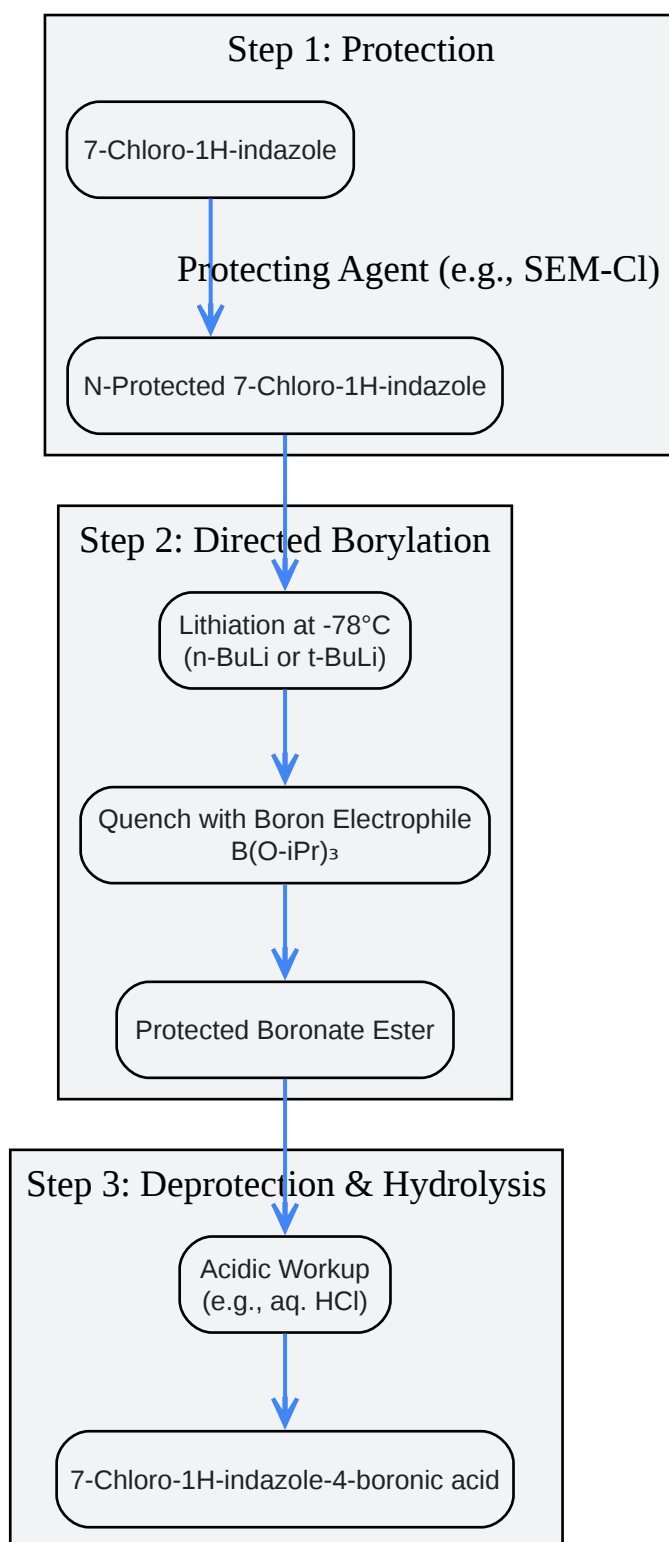 Step 1: Protection
7-Chloro-1H-indazole
Protecting Agent (e.g., SEM-Cl)
N-Protected 7-Chloro-1H-indazole
Step 2: Directed Borylation
Lithiation at -78°C
(n-BuLi or t-BuLi)
Quench with Boron Electrophile
B(O-iPr)₃
Protected Boronate Ester
Step 3: Deprotection & Hydrolysis
Acidic Workup
(e.g., aq. HCl)
7-Chloro-1H-indazole-4-boronic acid